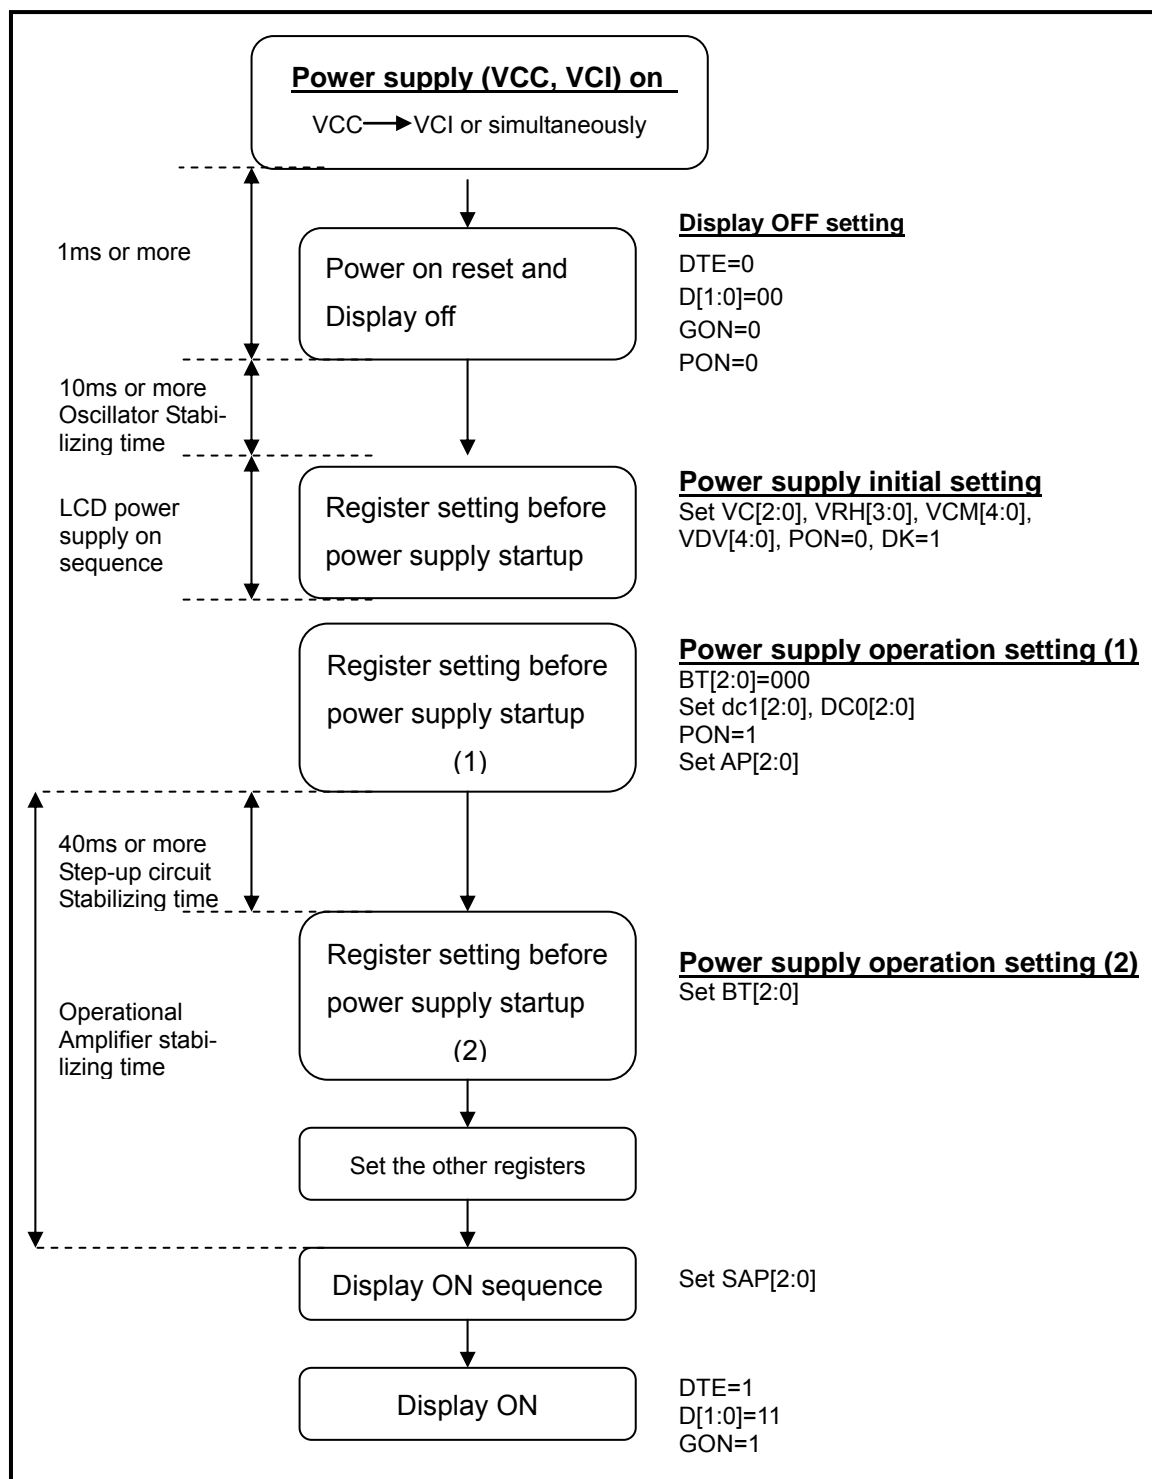 Power supply (VCC, VCI) on
VCC VCI or simultaneously
1ms or more
Power on reset and
Display off
Display OFF setting
DTE=0
D[1:0]=00
GON=0
PON=0
10ms or more
Oscillator Stabi-
lizing time
LCD power
supply on
sequence
Register setting before
power supply startup
Power supply initial setting
Set VC[2:0], VRH[3:0], VCM[4:0],
VDV[4:0], PON=0, DK=1
Register setting before
power supply startup
(1)
Power supply operation setting (1)
BT[2:0]=000
Set dc1[2:0], DC0[2:0]
PON=1
Set AP[2:0]
40ms or more
Step-up circuit
Stabilizing time
Register setting before
power supply startup
(2)
Power supply operation setting (2)
Set BT[2:0]
Operational
Amplifier stabi-
lizing time
Set the other registers
Display ON sequence
Set SAP[2:0]
Display ON
DTE=1
D[1:0]=11
GON=1